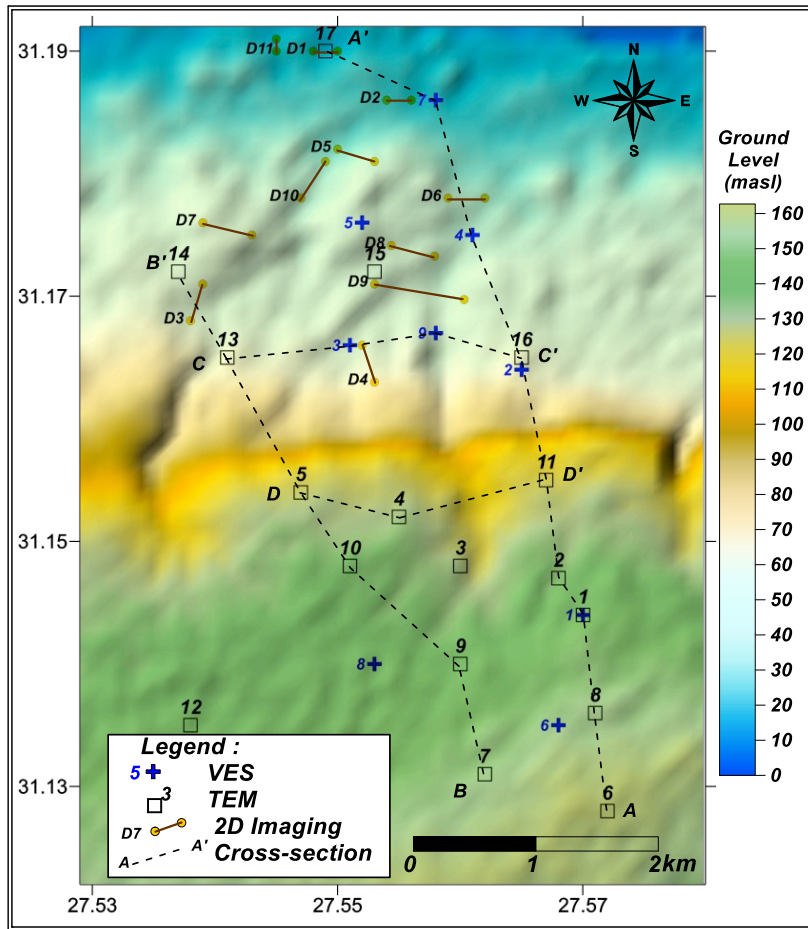 31.19
31.17
31.15
31.13
27.53
27.55
27.57
N
W
E
S
17
A'
D11
D1
D2
7
D5
D10
D6
D7
5
4
D8
B'
14
15
D9
D3
13
C
3
9
16
C'
2
D4
11
D'
5
D
4
10
3
2
1
1
9
8
12
8
6
7
B
6
A
Legend :
5 VES
3 TEM
D7 2D Imaging
A A' Cross-section
0 1 2km
Ground
Level
(masl)
160
150
140
130
120
110
100
90
80
70
60
50
40
30
20
10
0